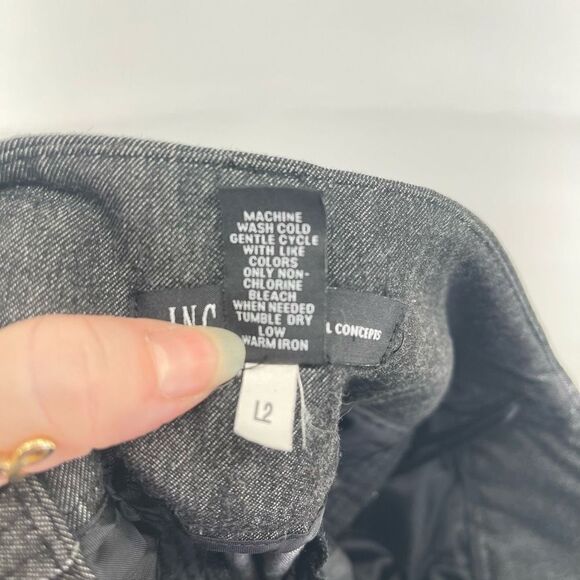 MACHINE
WASH COLD
GENTLE CYCLE
WITH LIKE
COLORS
ONLY NON-
CHLORINE
BLEACH
WHEN NEEDED
TUMBLE DRY
LOW
WARM IRON
I.N.C
L CONCEPTS
L2